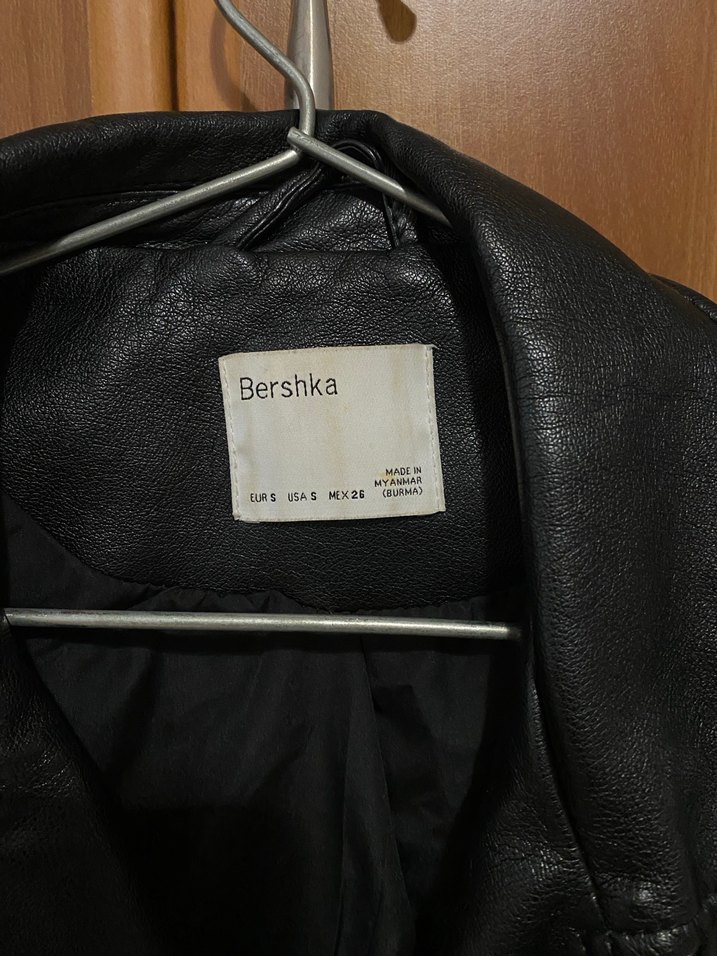 Bershka
MADE IN
MYANMAR
(BURMA)
EUR S USA S MEX 26